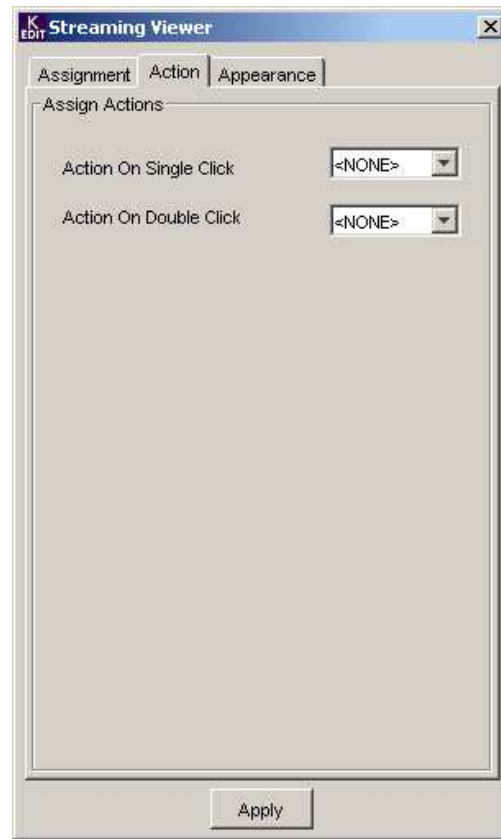 K EDIT Streaming Viewer
Assignment Action Appearance
Assign Actions
Action On Single Click <NONE>
Action On Double Click <NONE>
Apply